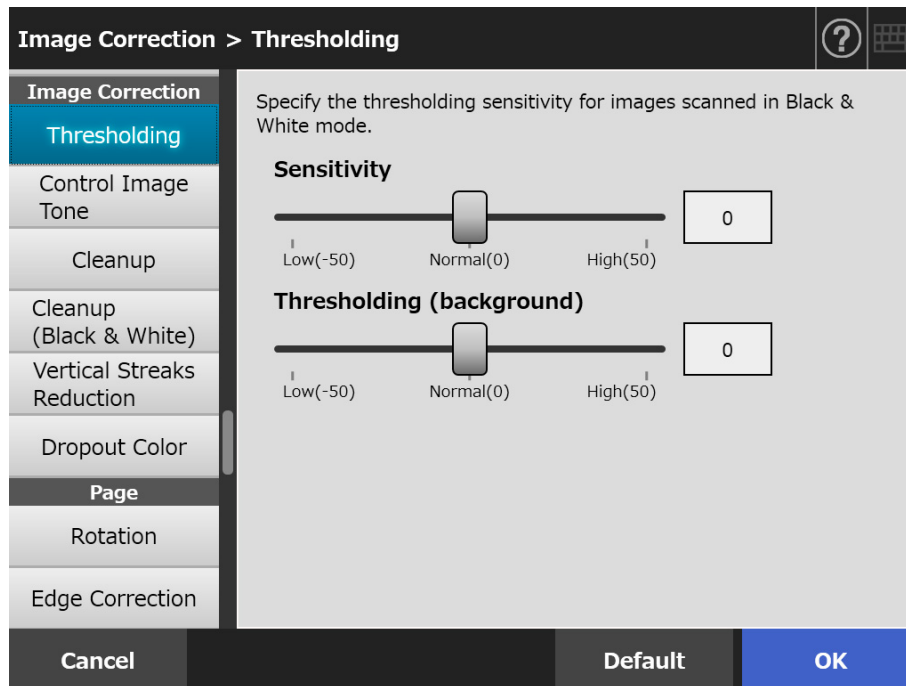 Image Correction > Thresholding
?
Image Correction
Thresholding
Control Image
Tone
Cleanup
Cleanup
(Black & White)
Vertical Streaks
Reduction
Dropout Color
Page
Rotation
Edge Correction
Specify the thresholding sensitivity for images scanned in Black &
White mode.
Sensitivity
0
Low(-50) Normal(0) High(50)
Thresholding (background)
0
Low(-50) Normal(0) High(50)
Cancel Default OK